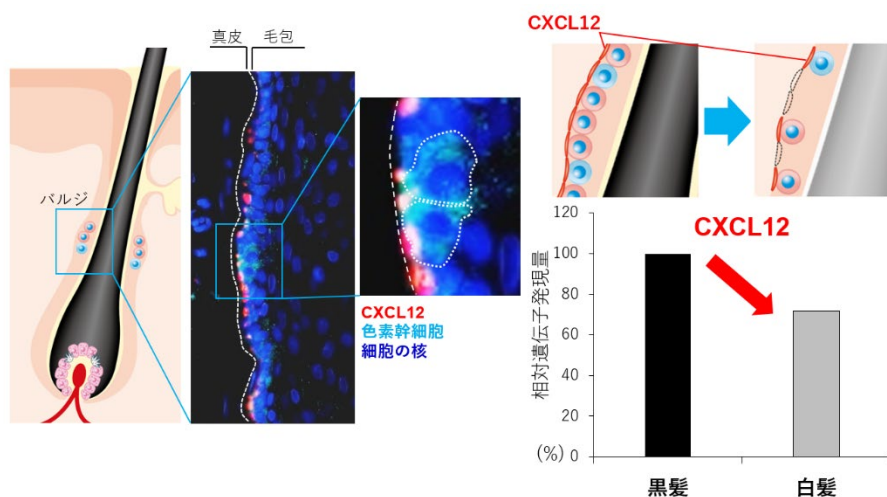 真皮 毛包
バルジ
CXCL12
色素幹細胞
細胞の核
CXCL12
CXCL12
相対遺伝子発現量
(%)
120
100
80
60
40
20
0
黒髪 白髪